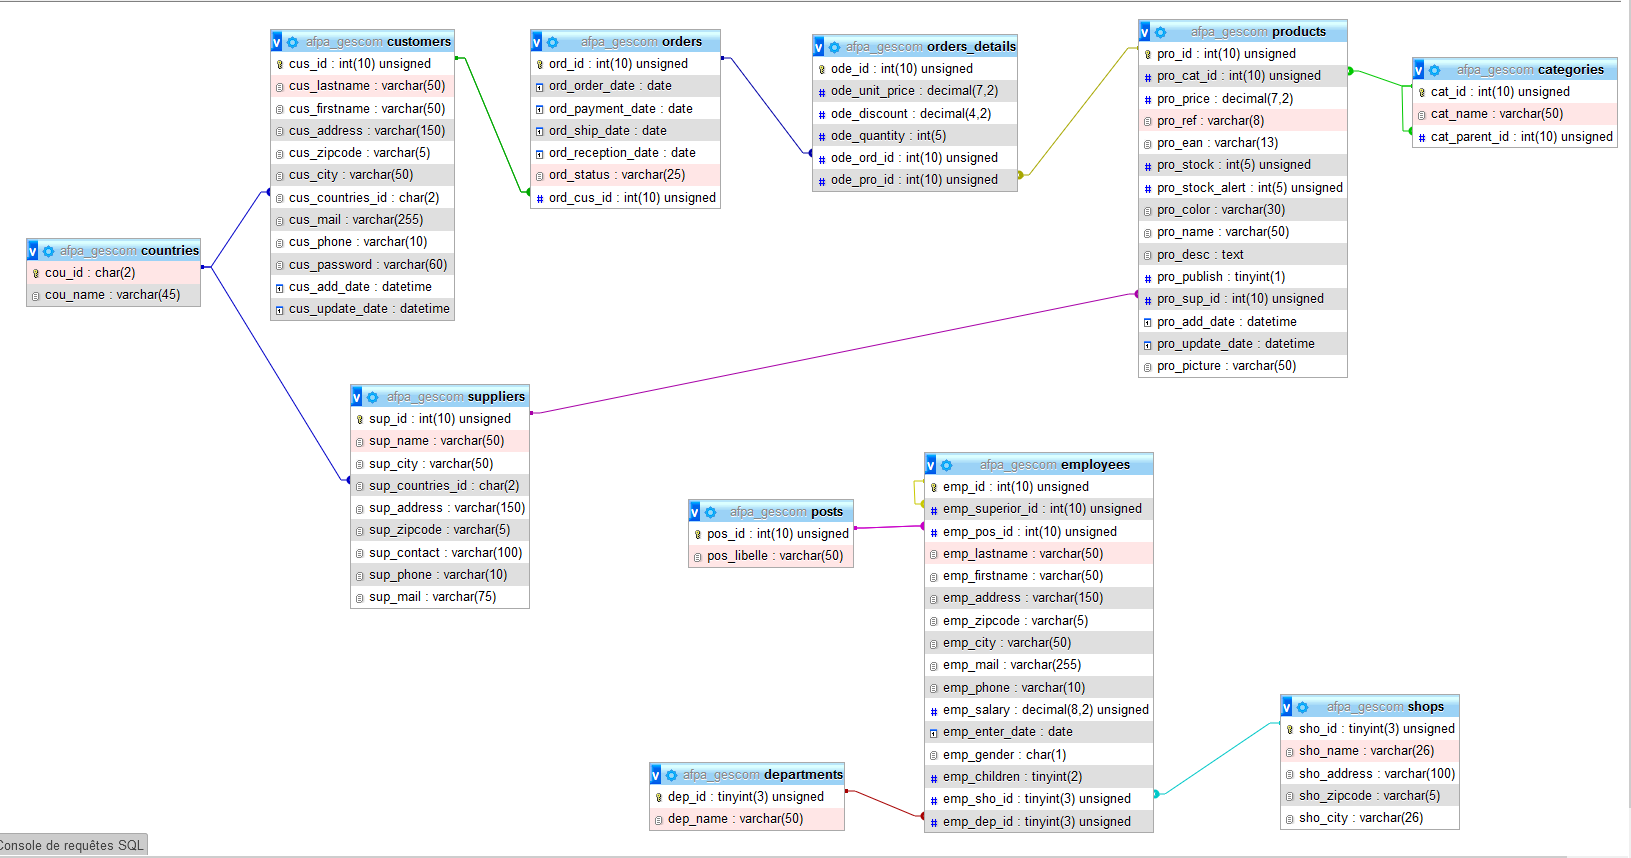 afpa_gescom customers
cus_id : int(10) unsigned
cus_lastname : varchar(50)
cus_firstname : varchar(50)
cus_address : varchar(150)
cus_zipcode : varchar(5)
cus_city : varchar(50)
cus_countries_id : char(2)
cus_mail : varchar(255)
cus_phone : varchar(10)
cus_password : varchar(60)
cus_add_date : datetime
cus_update_date : datetime
afpa_gescom orders
ord_id : int(10) unsigned
ord_order_date : date
ord_payment_date : date
ord_ship_date : date
ord_reception_date : date
ord_status : varchar(25)
ord_cus_id : int(10) unsigned
afpa_gescom orders_details
ode_id : int(10) unsigned
ode_unit_price : decimal(7,2)
ode_discount : decimal(4,2)
ode_quantity : int(5)
ode_ord_id : int(10) unsigned
ode_pro_id : int(10) unsigned
afpa_gescom products
pro_id : int(10) unsigned
pro_cat_id : int(10) unsigned
pro_price : decimal(7,2)
pro_ref : varchar(8)
pro_ean : varchar(13)
pro_stock : int(5) unsigned
pro_stock_alert : int(5) unsigned
pro_color : varchar(30)
pro_name : varchar(50)
pro_desc : text
pro_publish : tinyint(1)
pro_sup_id : int(10) unsigned
pro_add_date : datetime
pro_update_date : datetime
pro_picture : varchar(50)
afpa_gescom categories
cat_id : int(10) unsigned
cat_name : varchar(50)
cat_parent_id : int(10) unsigned
afpa_gescom countries
cou_id : char(2)
cou_name : varchar(45)
afpa_gescom suppliers
sup_id : int(10) unsigned
sup_name : varchar(50)
sup_city : varchar(50)
sup_countries_id : char(2)
sup_address : varchar(150)
sup_zipcode : varchar(5)
sup_contact : varchar(100)
sup_phone : varchar(10)
sup_mail : varchar(75)
afpa_gescom posts
pos_id : int(10) unsigned
pos_libelle : varchar(50)
afpa_gescom employees
emp_id : int(10) unsigned
emp_superior_id : int(10) unsigned
emp_pos_id : int(10) unsigned
emp_lastname : varchar(50)
emp_firstname : varchar(50)
emp_address : varchar(150)
emp_zipcode : varchar(5)
emp_city : varchar(50)
emp_mail : varchar(255)
emp_phone : varchar(10)
emp_salary : decimal(8,2) unsigned
emp_enter_date : date
emp_gender : char(1)
emp_children : tinyint(2)
emp_sho_id : tinyint(3) unsigned
emp_dep_id : tinyint(3) unsigned
afpa_gescom shops
sho_id : tinyint(3) unsigned
sho_name : varchar(26)
sho_address : varchar(100)
sho_zipcode : varchar(5)
sho_city : varchar(26)
afpa_gescom departments
dep_id : tinyint(3) unsigned
dep_name : varchar(50)
Console de requêtes SQL